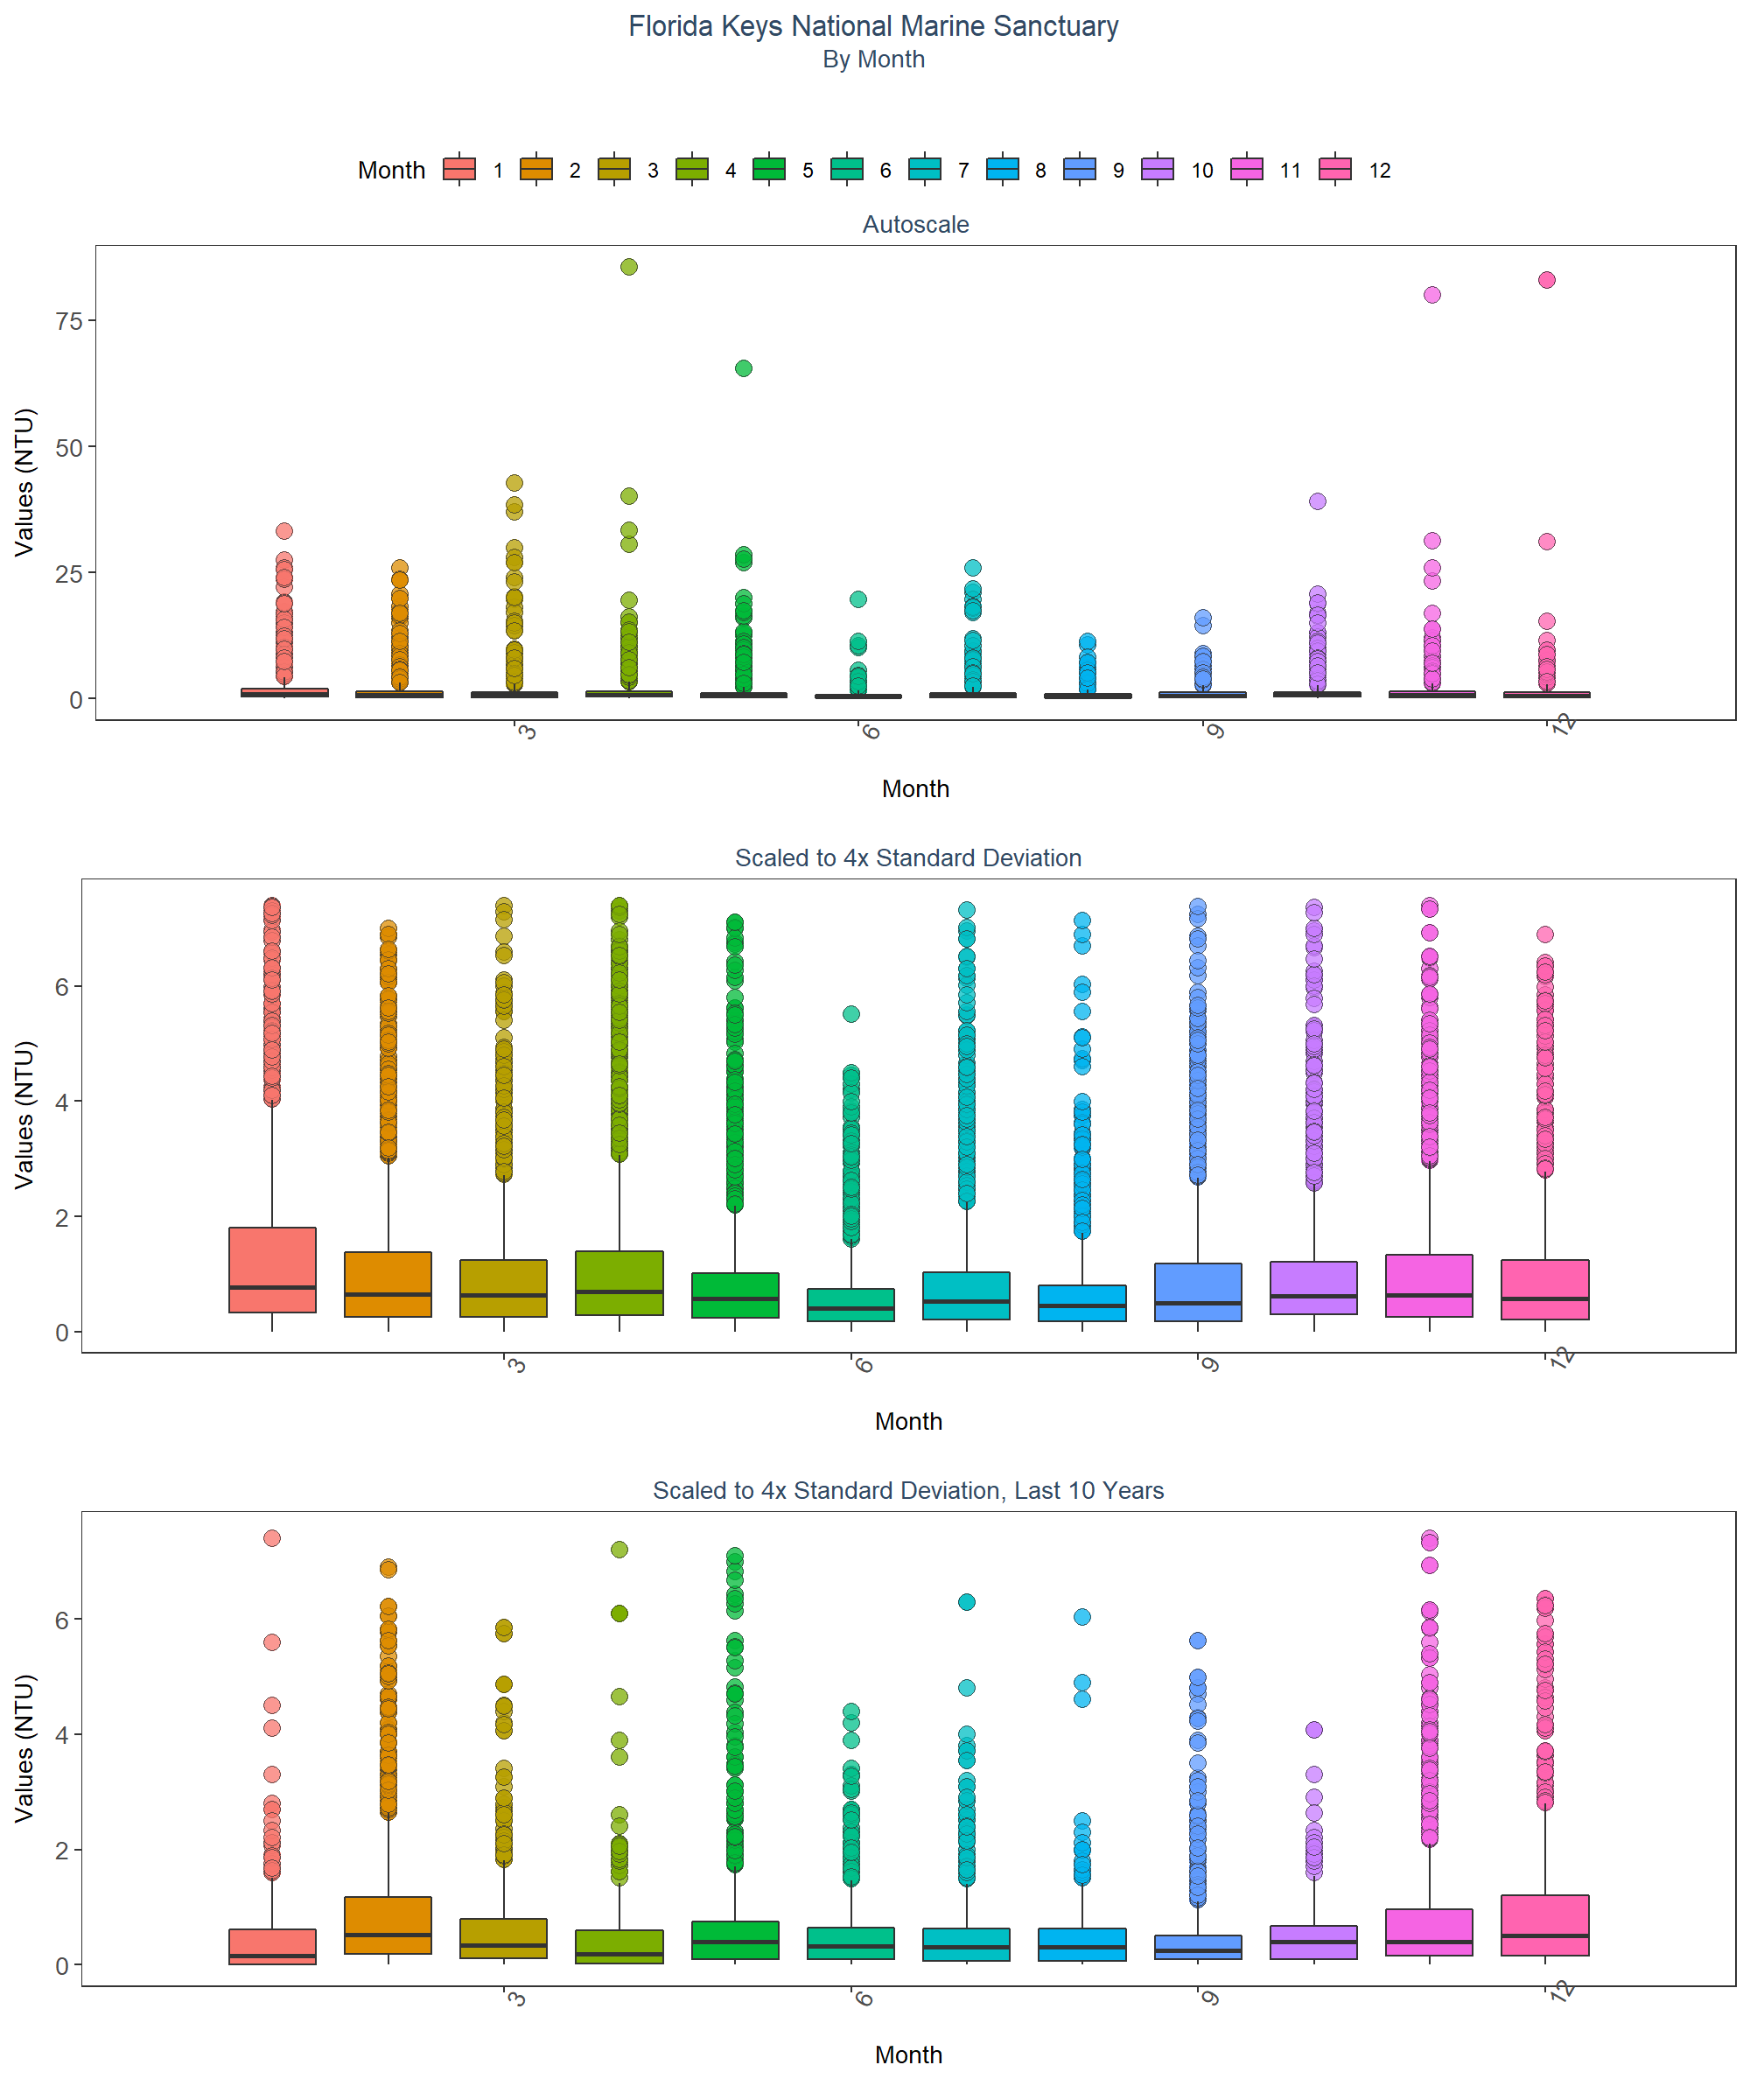 Florida Keys National Marine Sanctuary
By Month
Month 1 2 3 4 5 6 7 8 9 10 11 12
Autoscale
Values (NTU)
75
50
25
0
3 6 9 12
Month
Scaled to 4x Standard Deviation
Values (NTU)
6
4
2
0
3 6 9 12
Month
Scaled to 4x Standard Deviation, Last 10 Years
Values (NTU)
6
4
2
0
3 6 9 12
Month